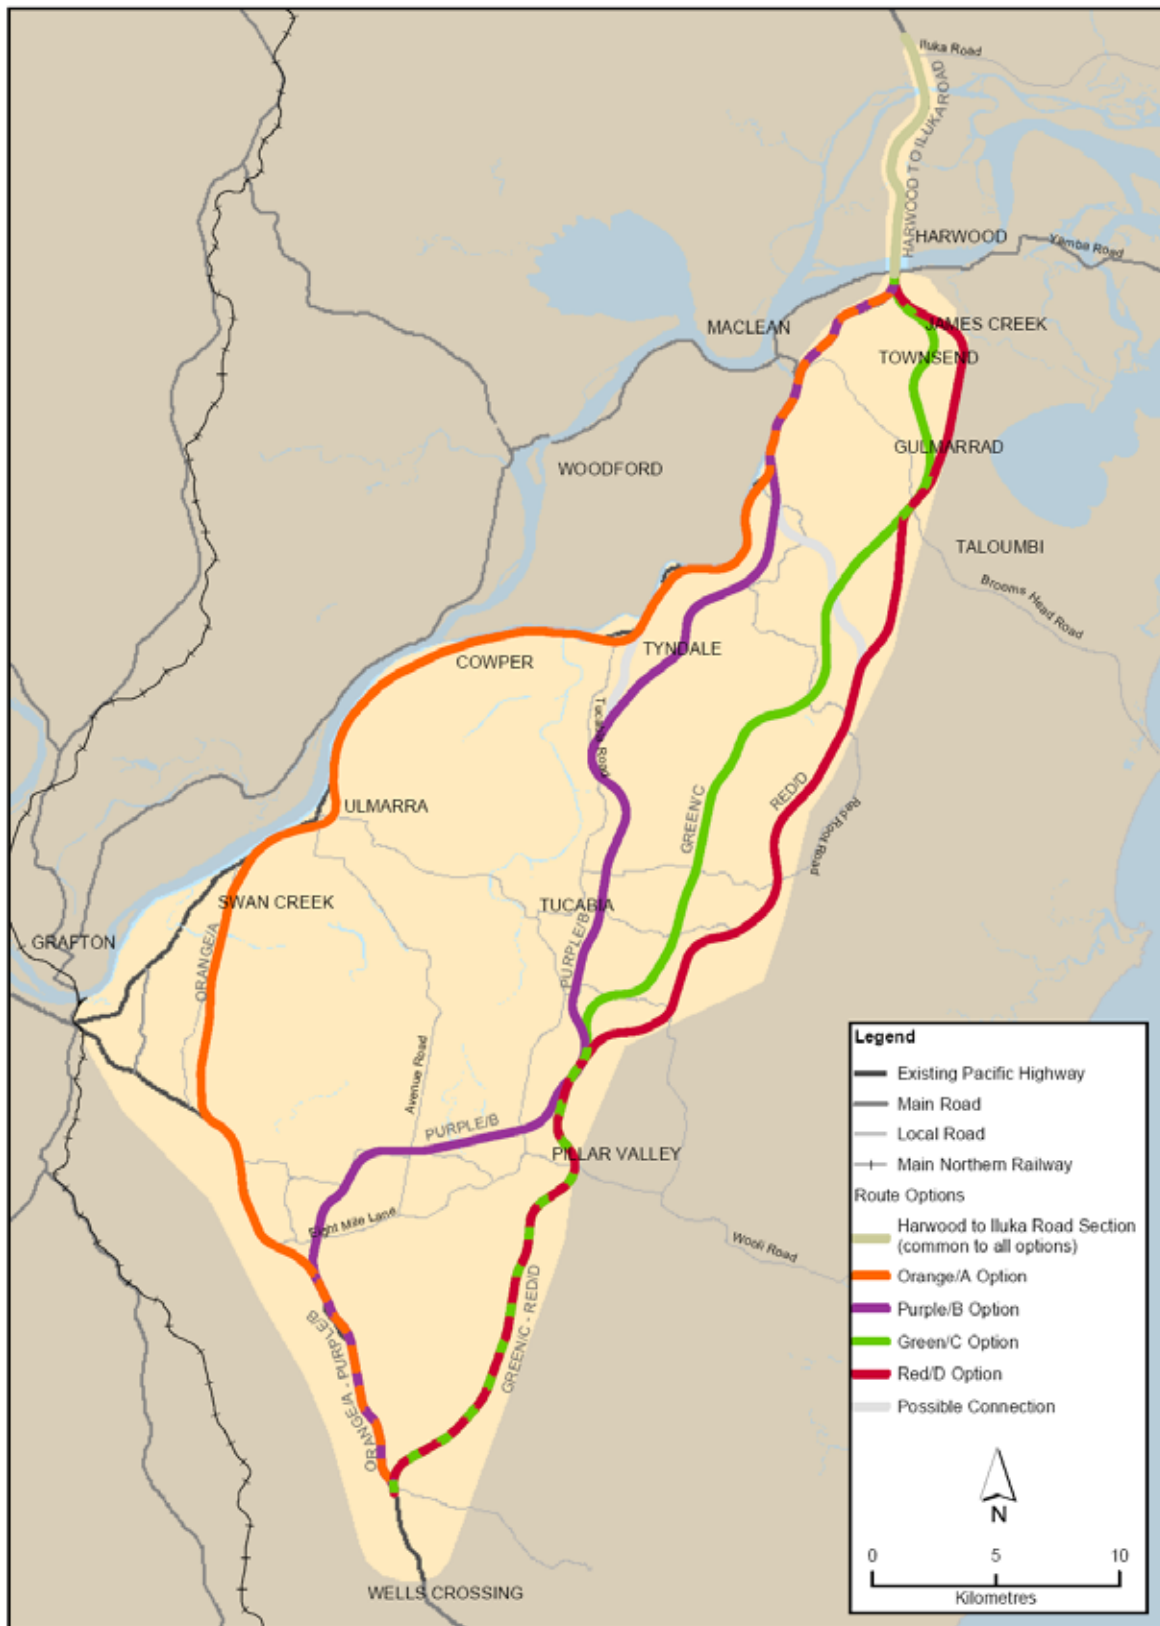 Iluka Road
HARWOOD TO ILUKA ROAD
HARWOOD
Yamba Road
MACLEAN
JAMES CREEK
TOWNSEND
GULMARRAD
WOODFORD
TALOUMBI
Brooms Head Road
TYNDALE
COWPER
Tucabia Road
ULMARRA
GREEN/C
RED/D
Red Root Road
SWAN CREEK
TUCABIA
GRAFTON
ORANGE/A
PURPLE/B
Avenue Road
PURPLE/B
PILLAR VALLEY
Eight Mile Lane
Wooli Road
ORANGE/A - PURPLE/B
GREEN/C - RED/D
WELLS CROSSING
Legend
Existing Pacific Highway
Main Road
Local Road
Main Northern Railway
Route Options
Harwood to Iluka Road Section
(common to all options)
Orange/A Option
Purple/B Option
Green/C Option
Red/D Option
Possible Connection
N
0 5 10
Kilometres